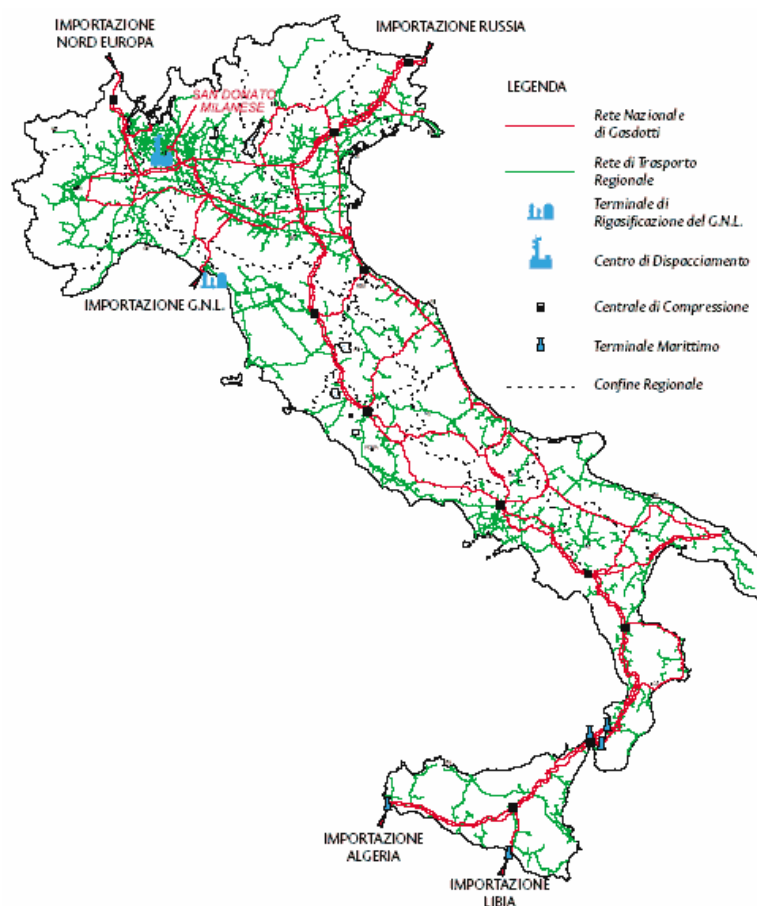 IMPORTAZIONE
NORD EUROPA
IMPORTAZIONE RUSSIA
SAN DONATO
MILANESE
IMPORTAZIONE G.N.L.
LEGENDA
Rete Nazionale
di Gasdotti
Rete di Trasporto
Regionale
Terminale di
Rigasificazione del G.N.L.
Centro di Dispacciamento
Centrale di Compressione
Terminale Marittimo
Confine Regionale
IMPORTAZIONE
ALGERIA
IMPORTAZIONE
LIBIA